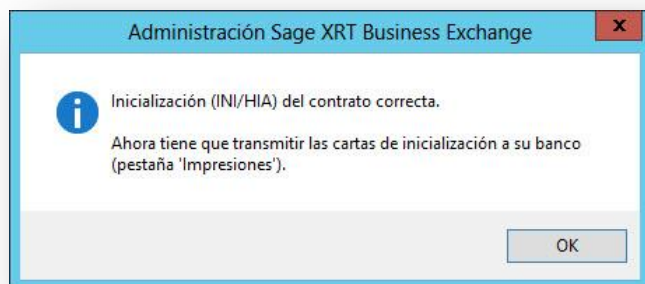 Administración Sage XRT Business Exchange
x
Inicialización (INI/HIA) del contrato correcta.
Ahora tiene que transmitir las cartas de inicialización a su banco
(pestaña 'Impresiones').
OK